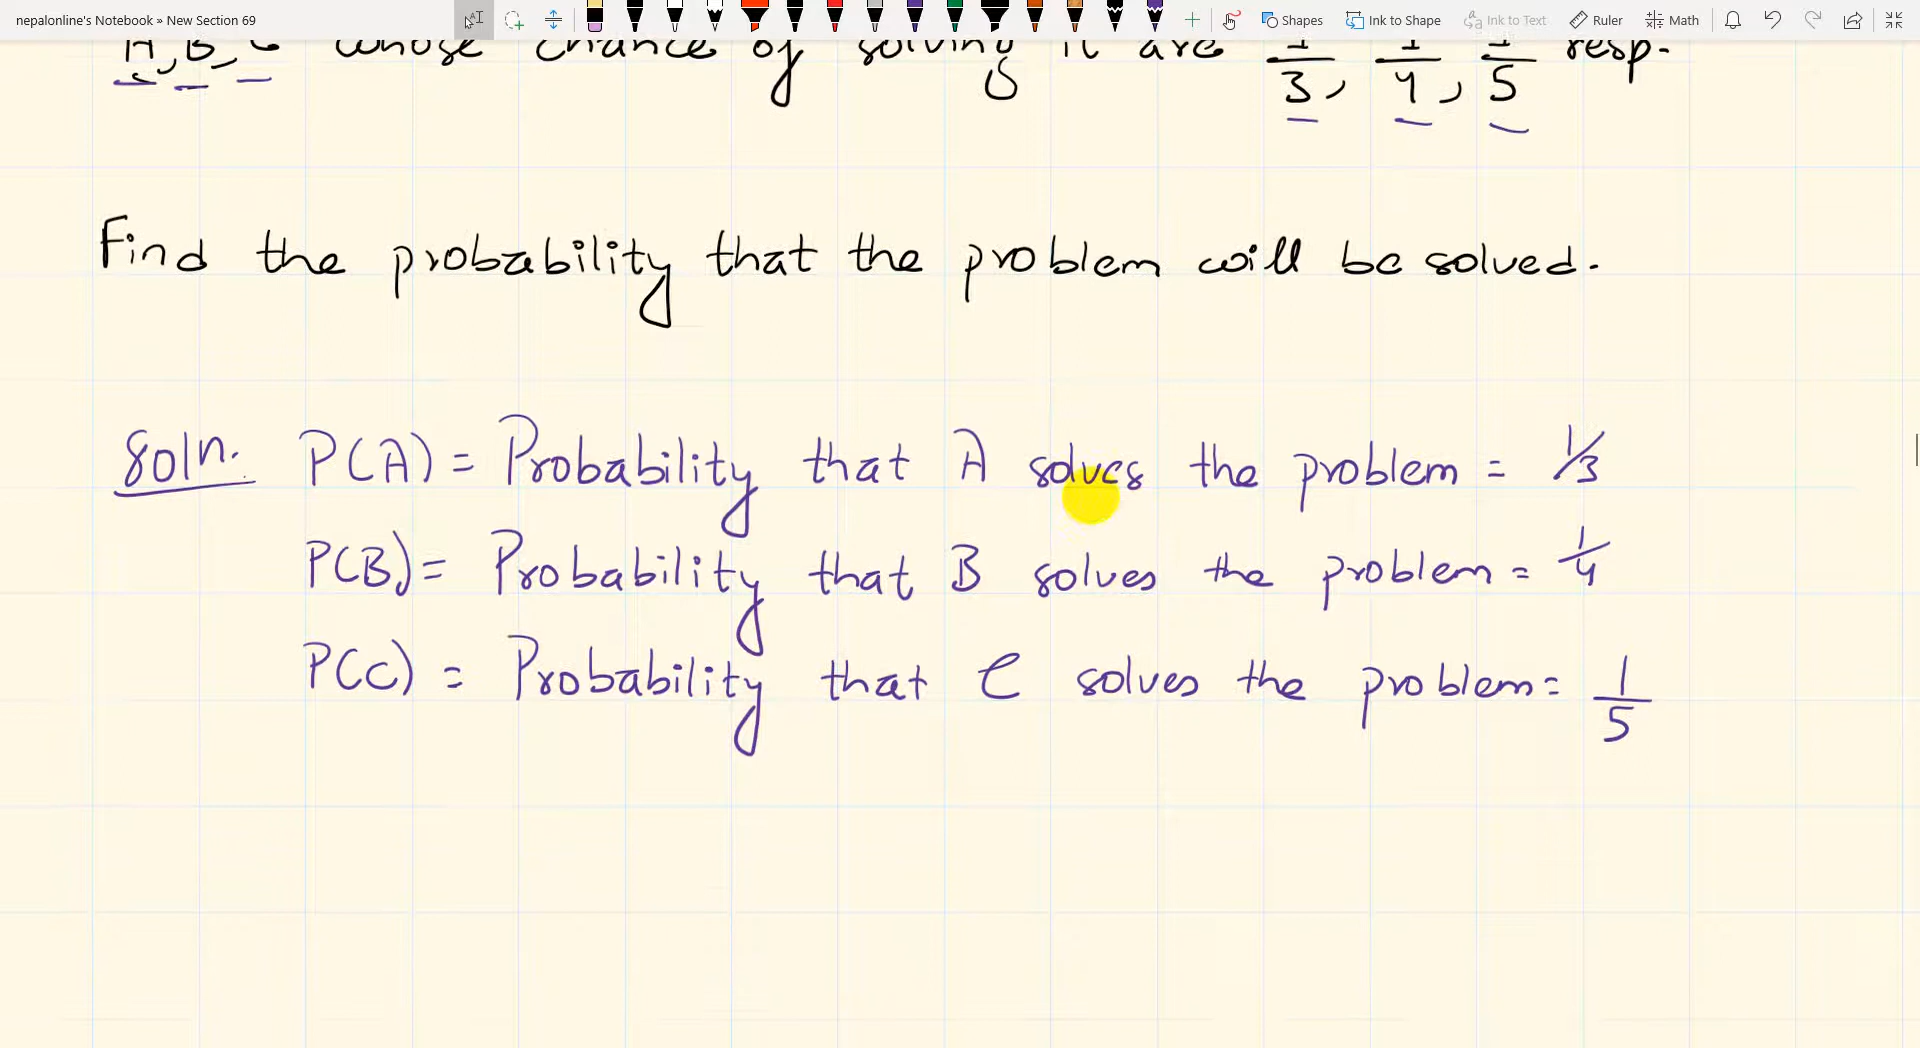 nepalonline's Notebook » New Section 69
Shapes Ink to Shape Ink to Text Ruler Math
A, B, C whose chance of solving it are 1/3, 1/4, 1/5 resp.
Find the probability that the problem will be solved.
Soln. P(A) = Probability that A solves the problem = 1/3
P(B) = Probability that B solves the problem = 1/4
P(C) = Probability that C solves the problem = 1/5